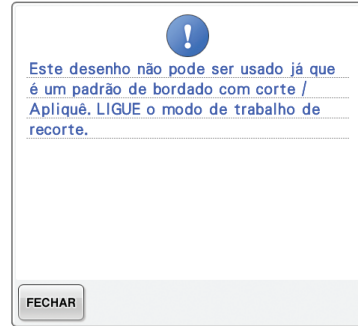 Este desenho não pode ser usado já que
é um padrão de bordado com corte /
Apliquê. LIGUE o modo de trabalho de
recorte.
FECHAR